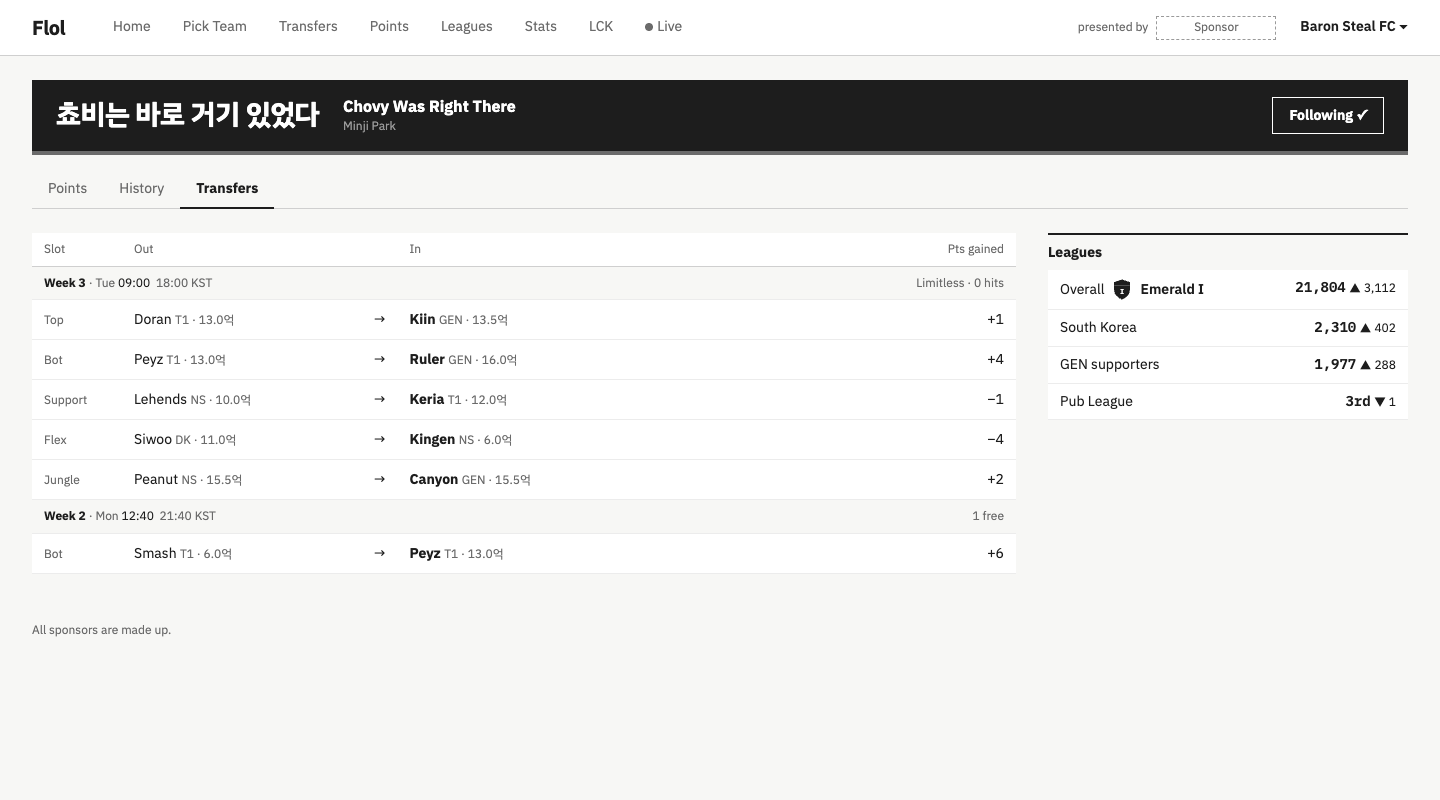 Flol Home Pick Team Transfers Points Leagues Stats LCK Live presented by Sponsor Baron Steal FC
쵸비는 바로 거기 있었다
Chovy Was Right There
Minji Park
Following ✓
Points History Transfers
Slot Out In Pts gained
Week 3 · Tue 09:00 18:00 KST Limitless · 0 hits
Top Doran T1 · 13.0억 → Kiin GEN · 13.5억 +1
Bot Peyz T1 · 13.0억 → Ruler GEN · 16.0억 +4
Support Lehends NS · 10.0억 → Keria T1 · 12.0억 −1
Flex Siwoo DK · 11.0억 → Kingen NS · 6.0억 −4
Jungle Peanut NS · 15.5억 → Canyon GEN · 15.5억 +2
Week 2 · Mon 12:40 21:40 KST 1 free
Bot Smash T1 · 6.0억 → Peyz T1 · 13.0억 +6
Leagues
Overall I Emerald I 21,804 ▲ 3,112
South Korea 2,310 ▲ 402
GEN supporters 1,977 ▲ 288
Pub League 3rd ▼ 1
All sponsors are made up.